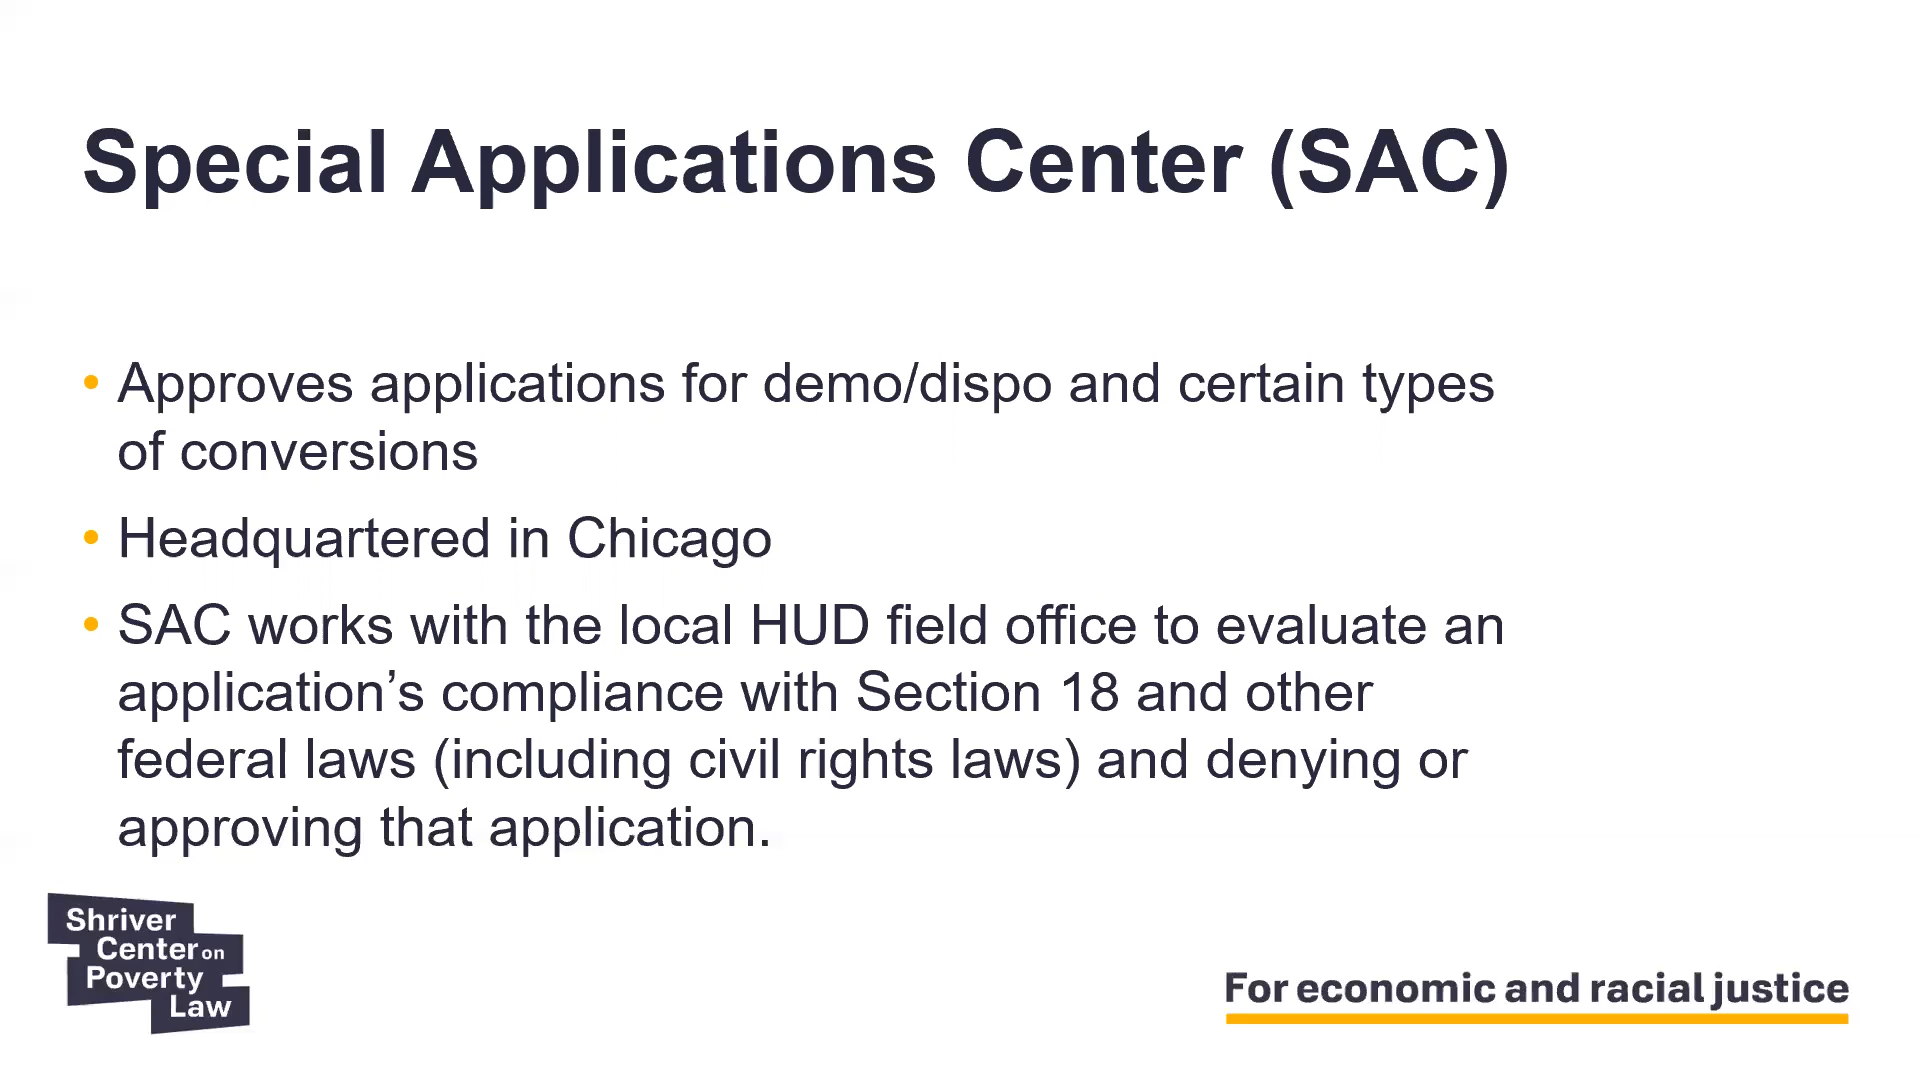 Special Applications Center (SAC)
• Approves applications for demo/dispo and certain types
of conversions
• Headquartered in Chicago
• SAC works with the local HUD field office to evaluate an
application’s compliance with Section 18 and other
federal laws (including civil rights laws) and denying or
approving that application.
Shriver
Center on
Poverty
Law
For economic and racial justice